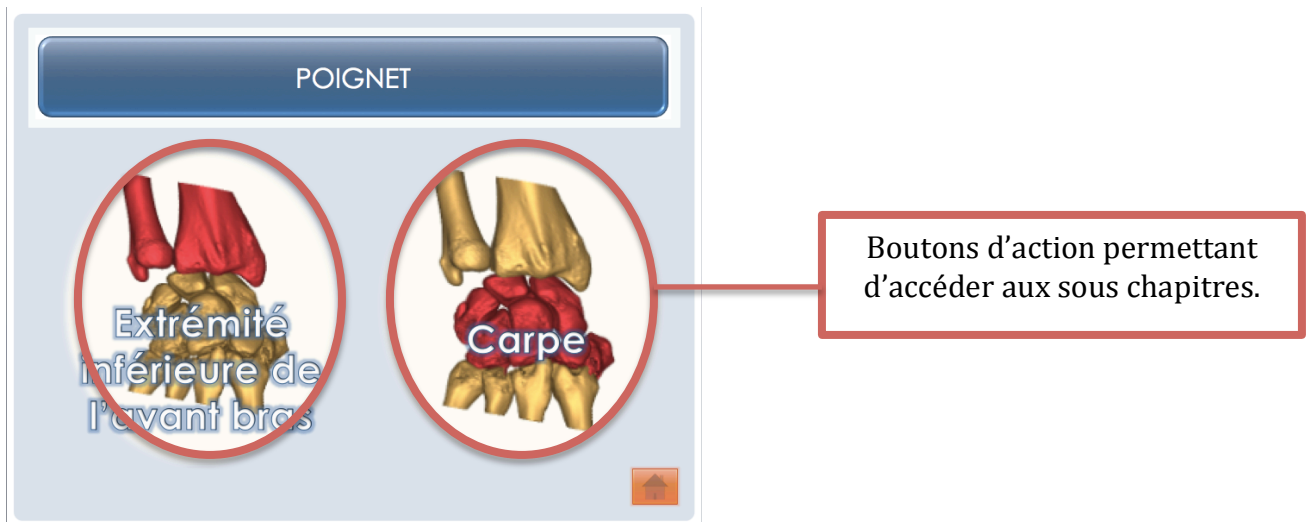 POIGNET
Extrémité
inférieure de
l'avant bras
Carpe
Boutons d'action permettant
d'accéder aux sous chapitres.